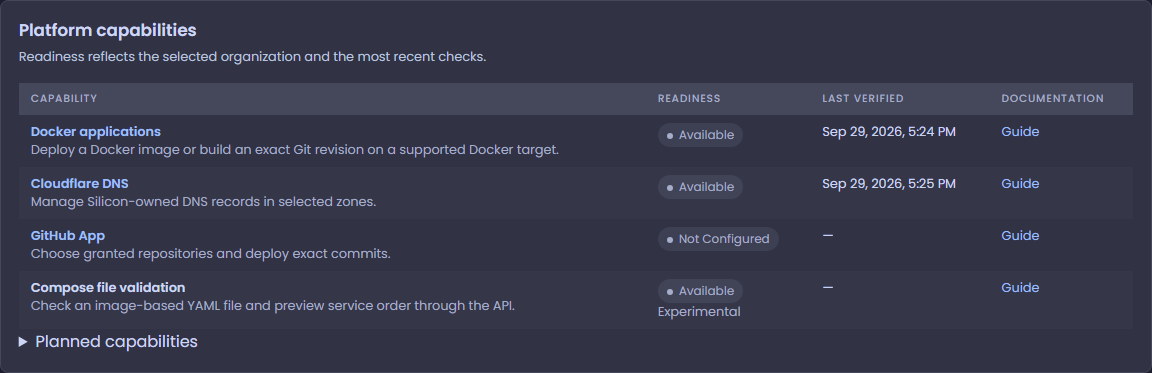 Platform capabilities
Readiness reflects the selected organization and the most recent checks.
CAPABILITY READINESS LAST VERIFIED DOCUMENTATION
Docker applications Available Sep 29, 2026, 5:24 PM Guide
Deploy a Docker image or build an exact Git revision on a supported Docker target.
Cloudflare DNS Available Sep 29, 2026, 5:25 PM Guide
Manage Silicon-owned DNS records in selected zones.
GitHub App Not Configured — Guide
Choose granted repositories and deploy exact commits.
Compose file validation Available — Guide
Check an image-based YAML file and preview service order through the API. Experimental
Planned capabilities